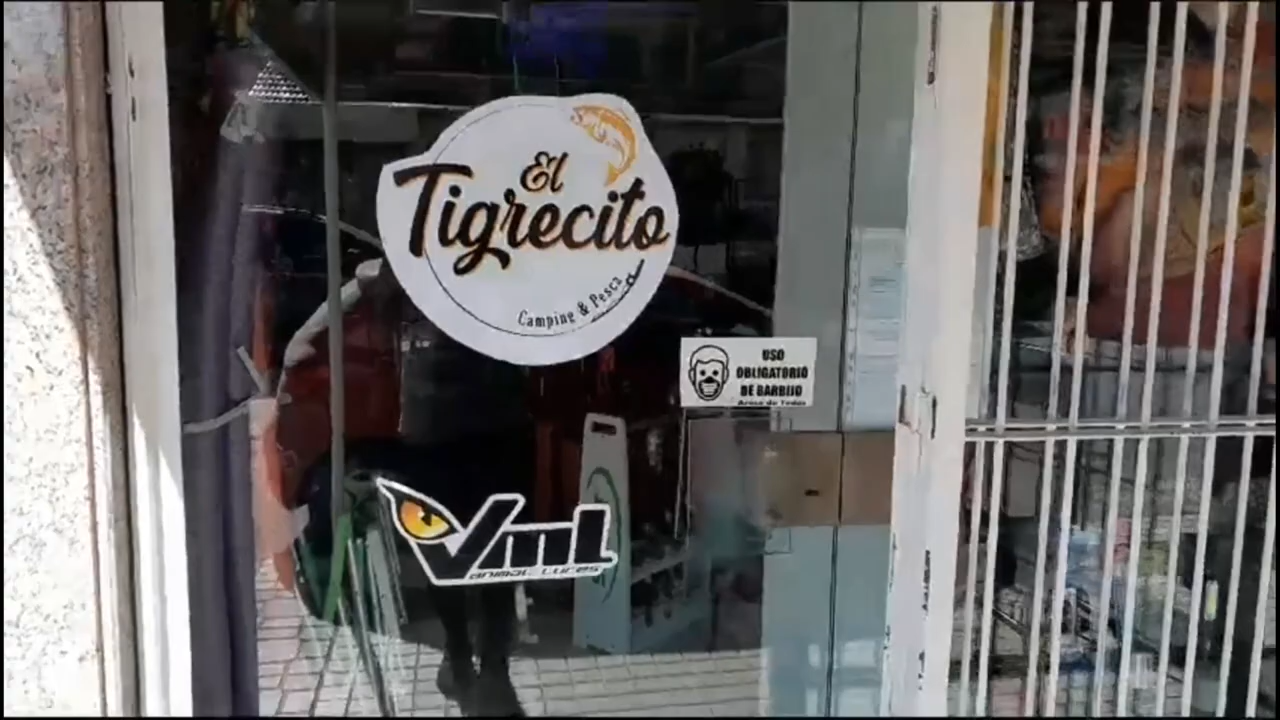 El
Tigrecito
Camping & Pesca
USO
OBLIGATORIO
DE BARBIJO
Vml